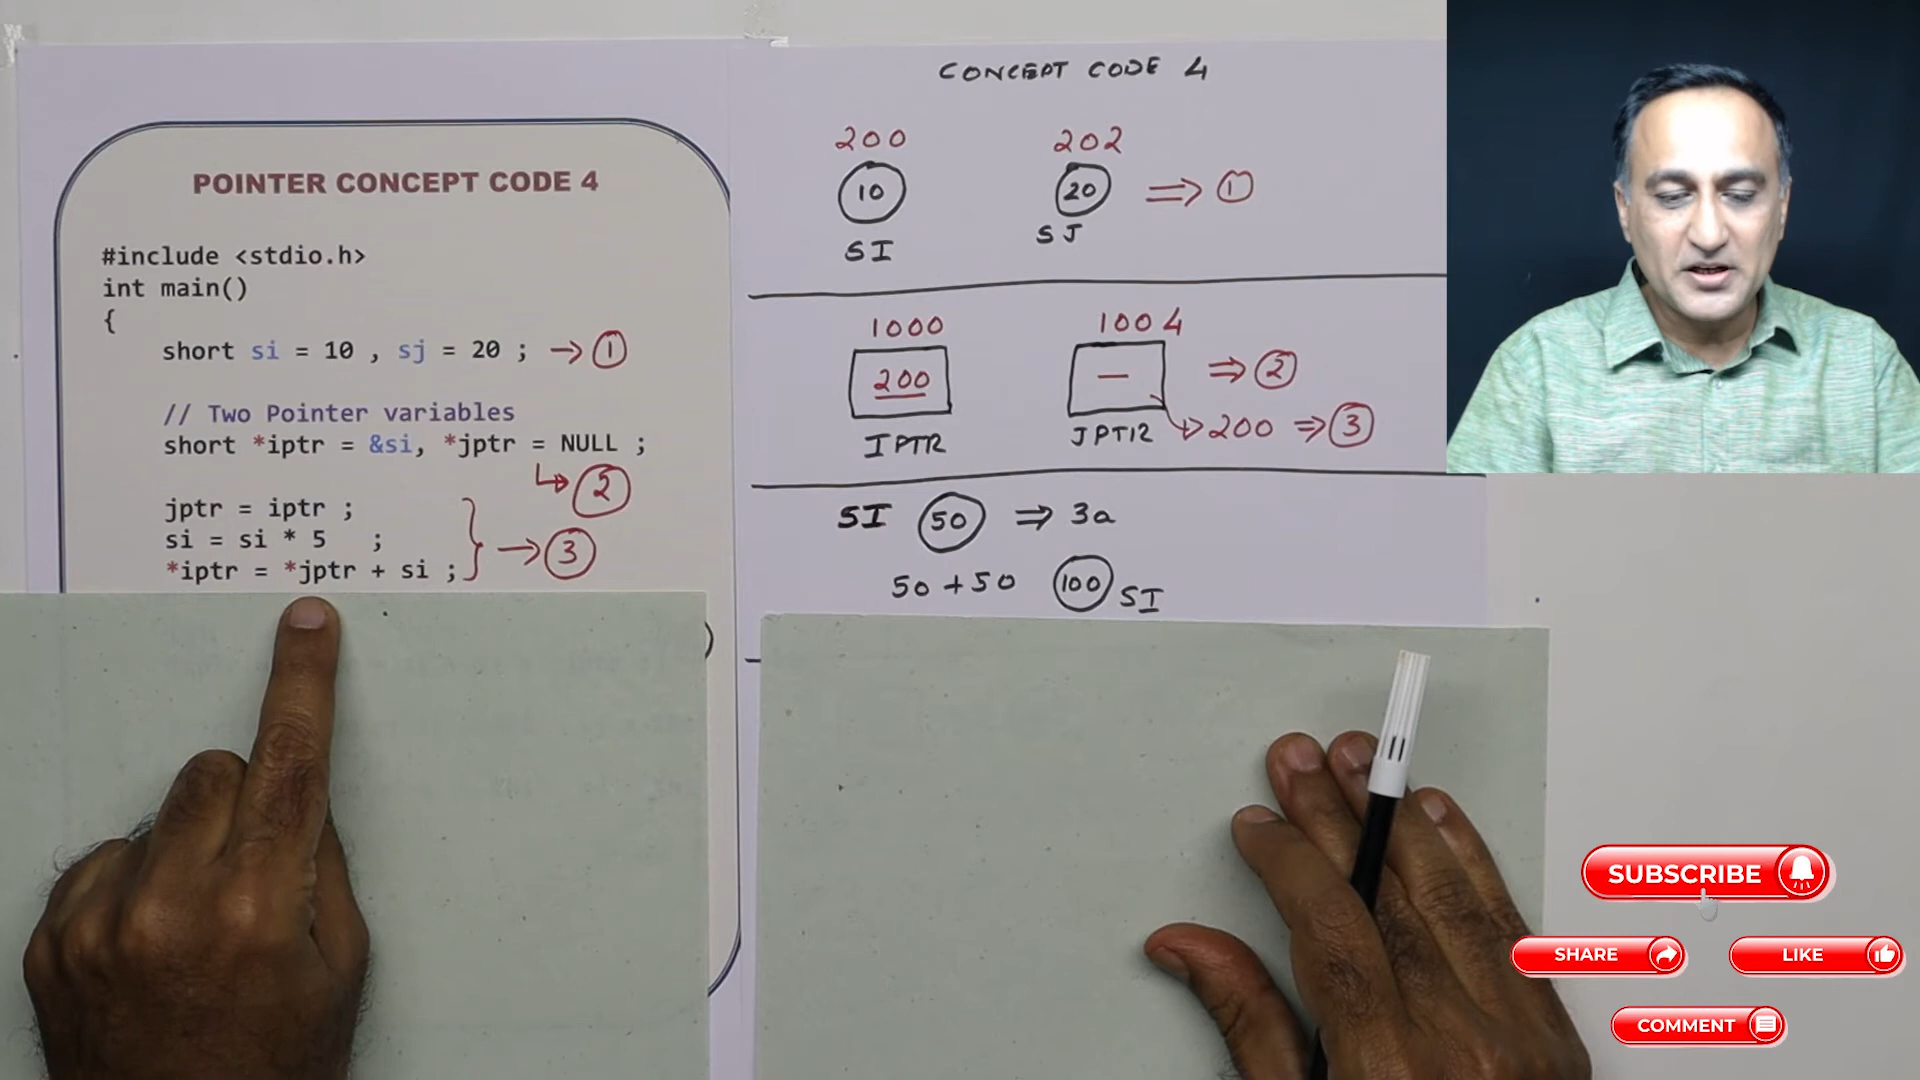 POINTER CONCEPT CODE 4
#include <stdio.h>
int main()
{
short si = 10 , sj = 20 ; → ①
// Two Pointer variables
short *iptr = &si, *jptr = NULL ;
↳ ②
jptr = iptr ;
si = si * 5 ;
*iptr = *jptr + si ;
} → ③
CONCEPT CODE 4
200 202
10 20 ⇒ ①
SI SJ
1000 1004
200 — ⇒ ②
IPTR JPTR → 200 ⇒ ③
SI 50 ⇒ 3a
50 + 50 100 SI
SUBSCRIBE
SHARE LIKE
COMMENT